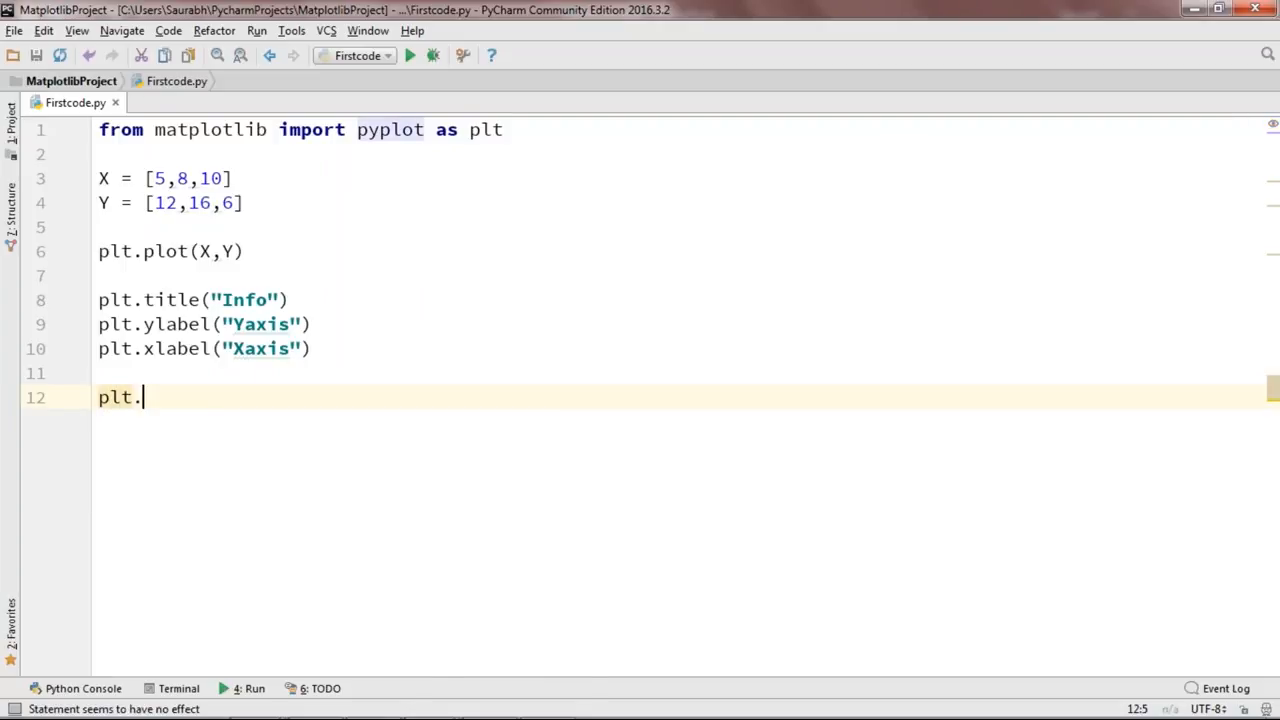 MatplotlibProject - [C:\Users\Saurabh\PycharmProjects\MatplotlibProject] - ...\Firstcode.py - PyCharm Community Edition 2016.3.2
File Edit View Navigate Code Refactor Run Tools VCS Window Help
Firstcode
MatplotlibProject Firstcode.py
Firstcode.py
1: Project
7: Structure
2: Favorites
1 from matplotlib import pyplot as plt
2
3 X = [5,8,10]
4 Y = [12,16,6]
5
6 plt.plot(X,Y)
7
8 plt.title("Info")
9 plt.ylabel("Yaxis")
10 plt.xlabel("Xaxis")
11
12 plt.
Python Console Terminal 4: Run 6: TODO Event Log
Statement seems to have no effect 12:5 n/a UTF-8